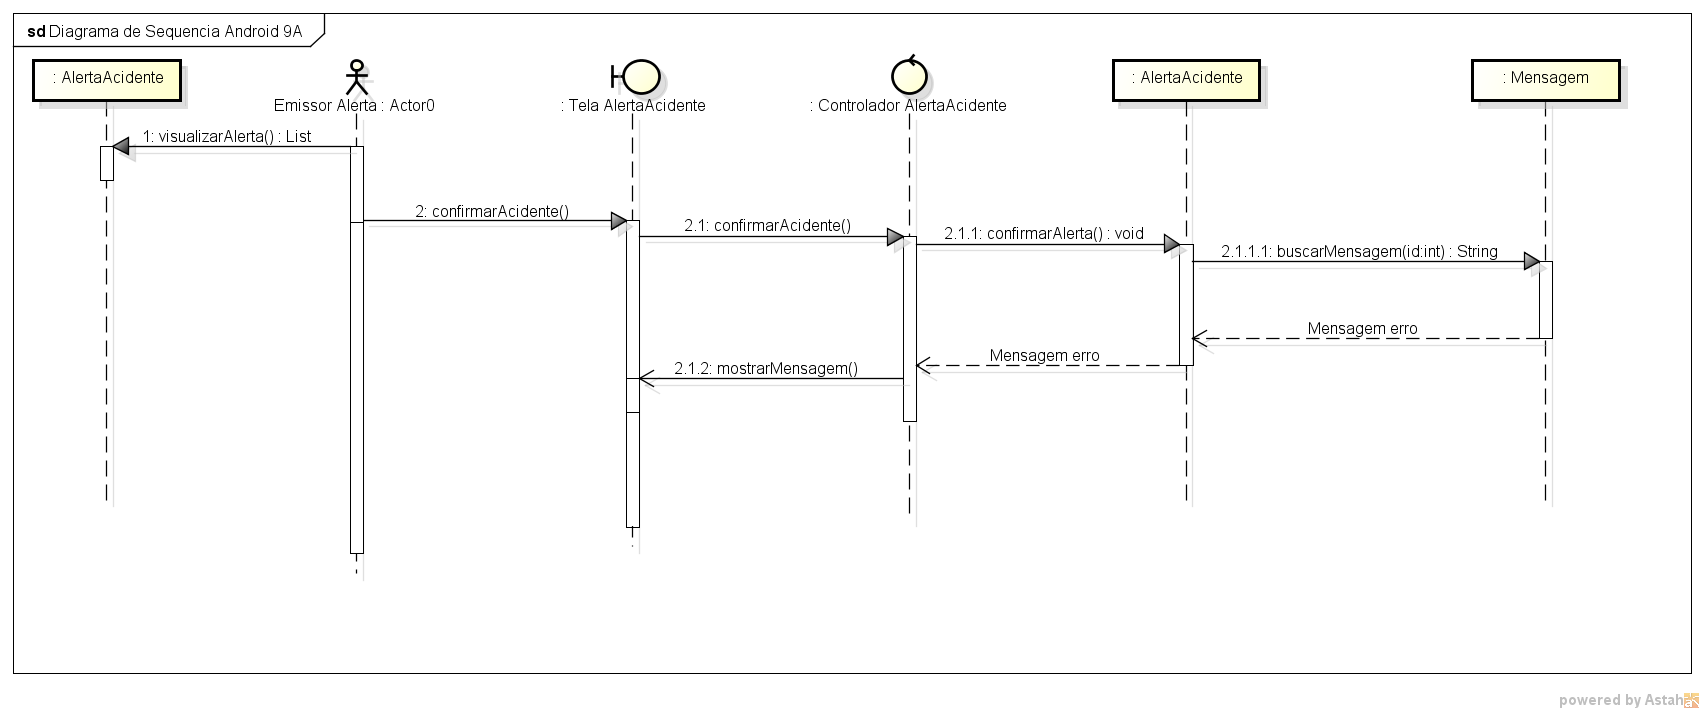 sd Diagrama de Sequencia Android 9A
: AlertaAcidente
Emissor Alerta : Actor0
: Tela AlertaAcidente
: Controlador AlertaAcidente
: AlertaAcidente
: Mensagem
1: visualizarAlerta() : List
2: confirmarAcidente()
2.1: confirmarAcidente()
2.1.1: confirmarAlerta() : void
2.1.1.1: buscarMensagem(id:int) : String
Mensagem erro
Mensagem erro
2.1.2: mostrarMensagem()
powered by Astah